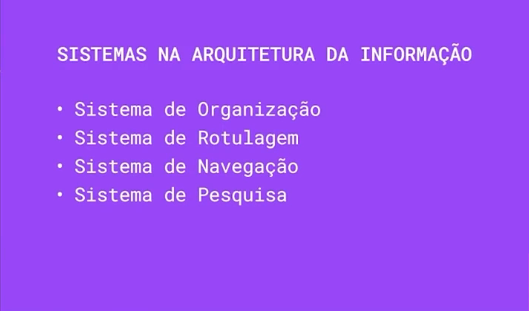 SISTEMAS NA ARQUITETURA DA INFORMAÇÃO
• Sistema de Organização
• Sistema de Rotulagem
• Sistema de Navegação
• Sistema de Pesquisa